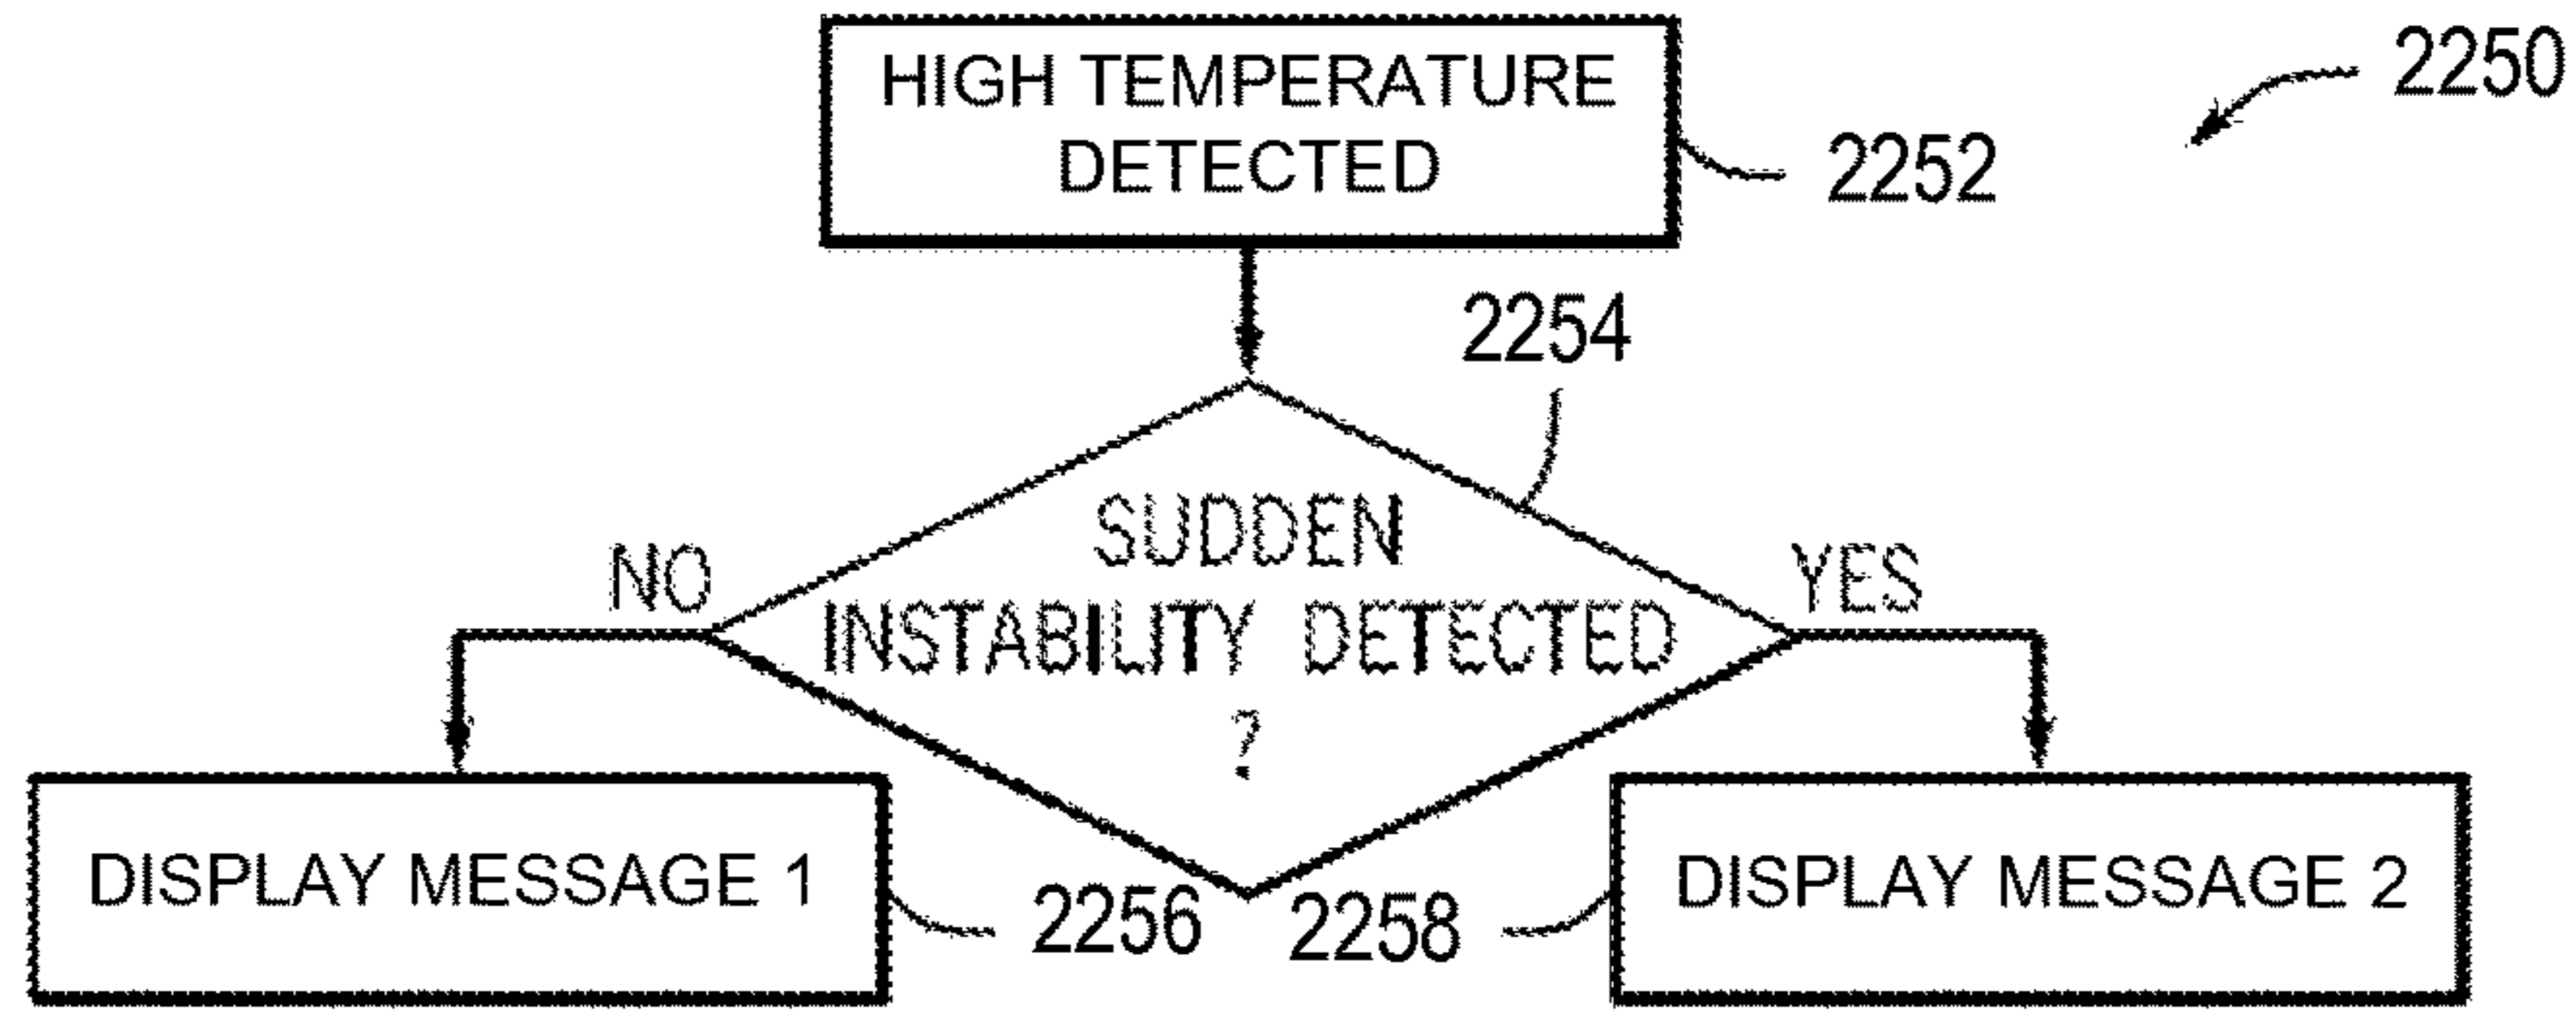 HIGH TEMPERATURE
DETECTED
2250
2252
2254
SUDDEN
INSTABILITY DETECTED
?
NO
YES
DISPLAY MESSAGE 1
2256
2258
DISPLAY MESSAGE 2